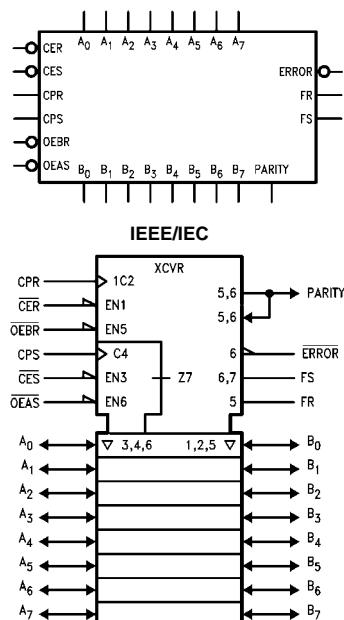 A0 A1 A2 A3 A4 A5 A6 A7
CER
CES
CPR
CPS
OEBR
OEAS
ERROR
FR
FS
B0 B1 B2 B3 B4 B5 B6 B7 PARITY
IEEE/IEC
XCVR
CPR 1C2 5,6 PARITY
CER EN1 5,6
OEBR EN5
CPS C4 6 ERROR
CES EN3 Z7 6,7 FS
OEAS EN6 5 FR
A0 ▽ 3,4,6 1,2,5 ▽ B0
A1 B1
A2 B2
A3 B3
A4 B4
A5 B5
A6 B6
A7 B7